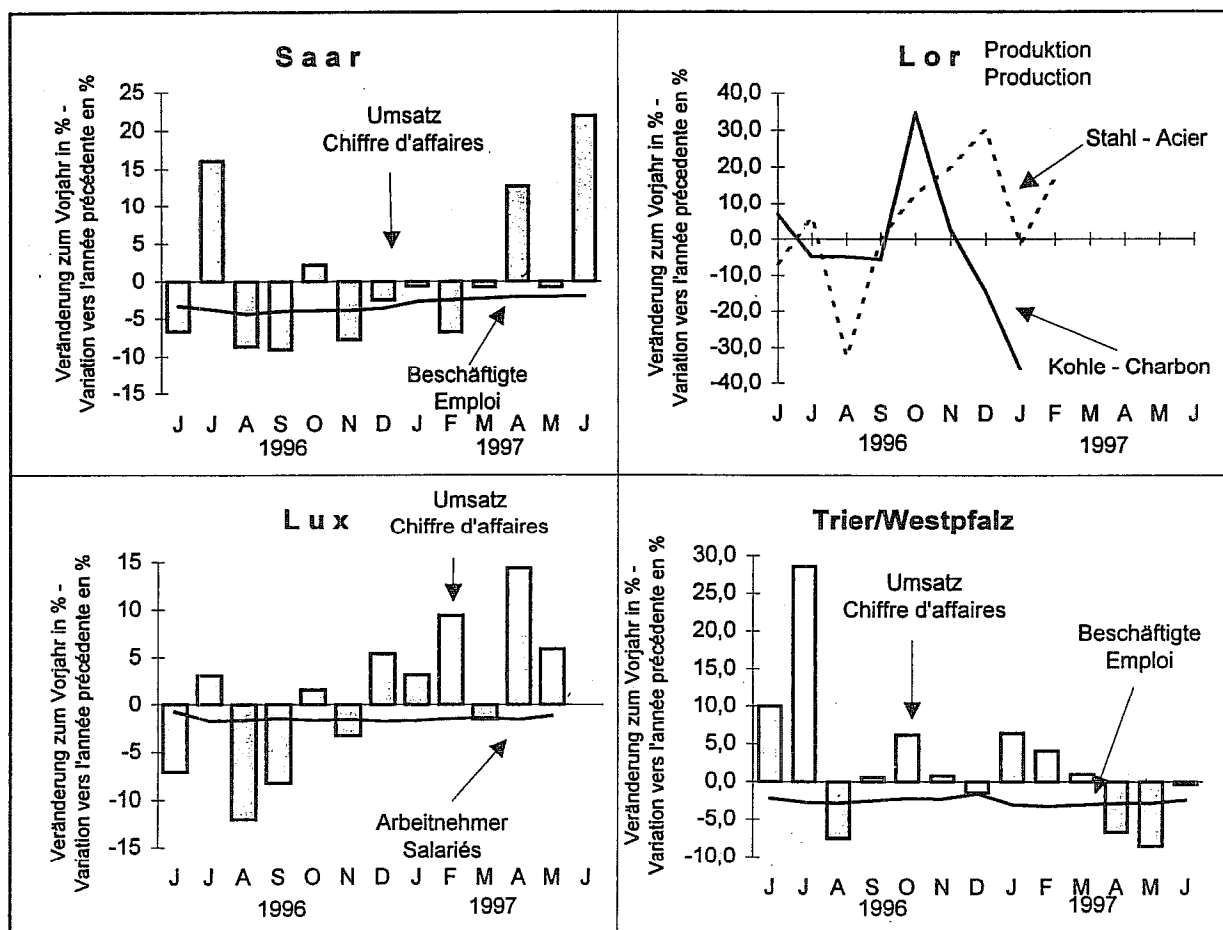 Saar
Veränderung zum Vorjahr in % -
Variation vers l'année précédente en %
25
20
15
10
5
0
-5
-10
-15
Umsatz
Chiffre d'affaires
Beschäftigte
Emploi
J J A S O N D J F M A M J
1996 1997
Lor Produktion
Production
Veränderung zum Vorjahr in % -
Variation vers l'année précédente en %
40,0
30,0
20,0
10,0
0,0
-10,0
-20,0
-30,0
-40,0
Stahl - Acier
Kohle - Charbon
J J A S O N D J F M A M J
1996 1997
Lux
Umsatz
Chiffre d'affaires
Veränderung zum Vorjahr in % -
Variation vers l'année précédente en %
15
10
5
0
-5
-10
-15
Arbeitnehmer
Salariés
J J A S O N D J F M A M J
1996 1997
Trier/Westpfalz
Veränderung zum Vorjahr in % -
Variation vers l'année précédente en %
30,0
25,0
20,0
15,0
10,0
5,0
0,0
-5,0
-10,0
Umsatz
Chiffre d'affaires
Beschäftigte
Emploi
J J A S O N D J F M A M J
1996 1997